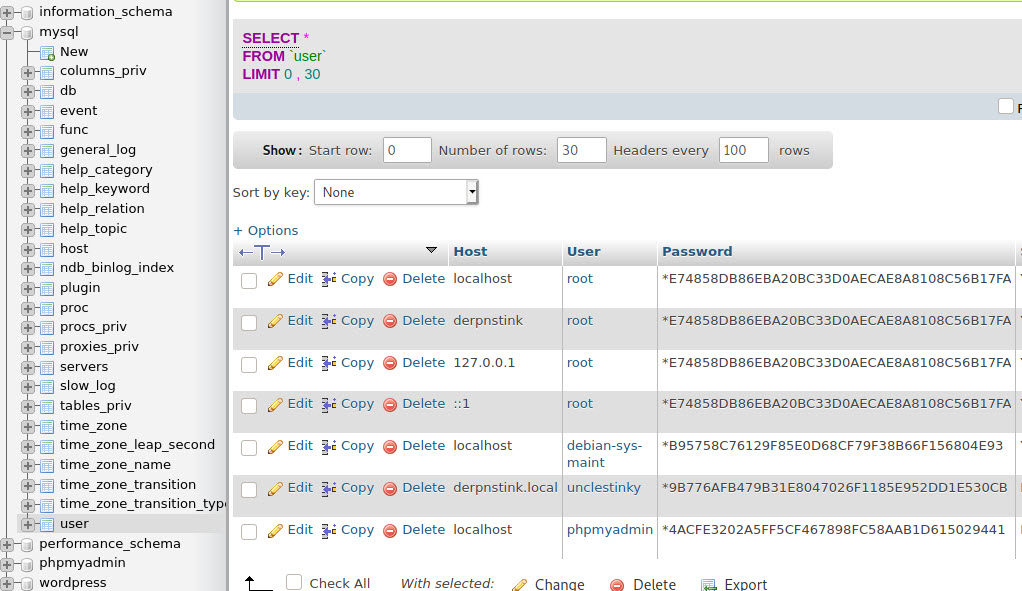 information_schema
mysql
New
columns_priv
db
event
func
general_log
help_category
help_keyword
help_relation
help_topic
host
ndb_binlog_index
plugin
proc
procs_priv
proxies_priv
servers
slow_log
tables_priv
time_zone
time_zone_leap_second
time_zone_name
time_zone_transition
time_zone_transition_type
user
performance_schema
phpmyadmin
wordpress
SELECT *
FROM `user`
LIMIT 0 , 30
Show: Start row: 0 Number of rows: 30 Headers every 100 rows
Sort by key: None
+ Options
←T→ Host User Password
Edit Copy Delete localhost root *E74858DB86EBA20BC33D0AECAE8A8108C56B17FA
Edit Copy Delete derpnstink root *E74858DB86EBA20BC33D0AECAE8A8108C56B17FA
Edit Copy Delete 127.0.0.1 root *E74858DB86EBA20BC33D0AECAE8A8108C56B17FA
Edit Copy Delete ::1 root *E74858DB86EBA20BC33D0AECAE8A8108C56B17FA
Edit Copy Delete localhost debian-sys- *B95758C76129F85E0D68CF79F38B66F156804E93
maint
Edit Copy Delete derpnstink.local unclestinky *9B776AFB479B31E8047026F1185E952DD1E530CB
Edit Copy Delete localhost phpmyadmin *4ACFE3202A5FF5CF467898FC58AAB1D615029441
Check All With selected: Change Delete Export